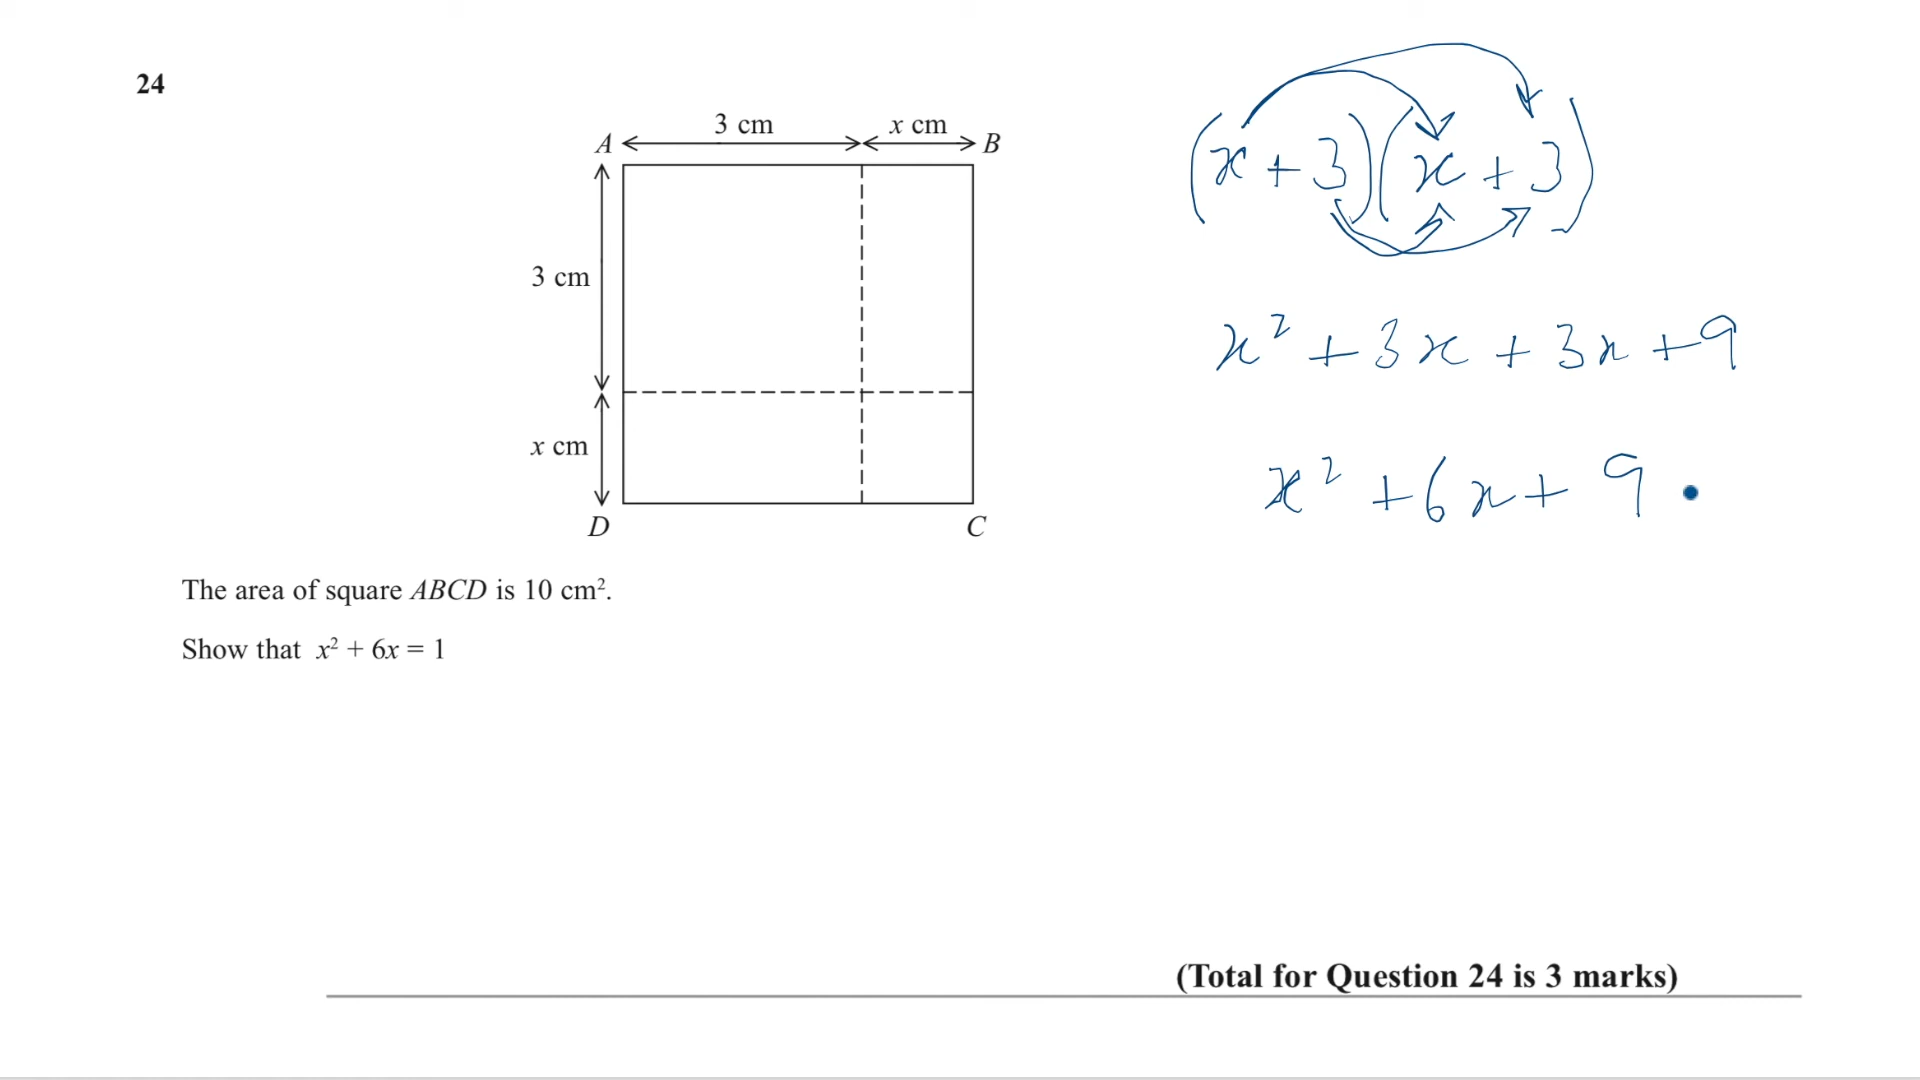 24
3 cm
x cm
A
B
3 cm
x cm
D
C
(x + 3)(x + 3)
x² + 3x + 3x + 9
x² + 6x + 9
The area of square ABCD is 10 cm².
Show that x² + 6x = 1
(Total for Question 24 is 3 marks)